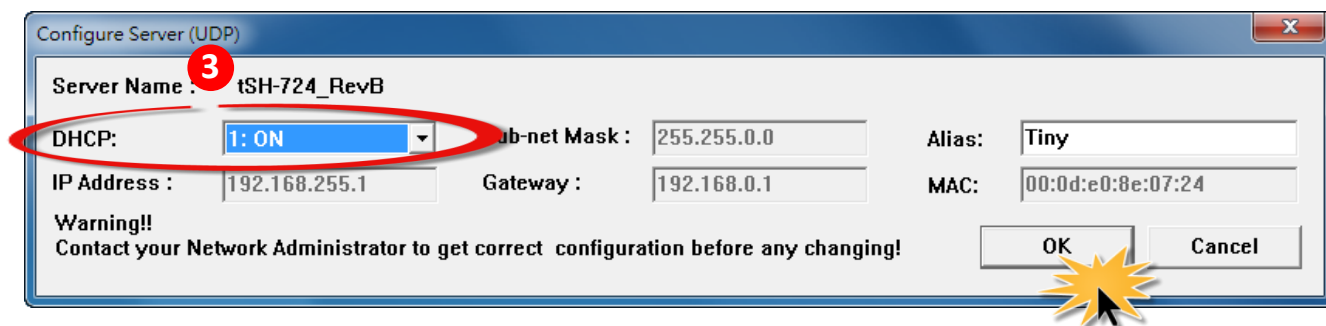 Configure Server (UDP)
3
Server Name : tSH-724_RevB
DHCP: 1: ON ub-net Mask : 255.255.0.0 Alias: Tiny
IP Address : 192.168.255.1 Gateway : 192.168.0.1 MAC: 00:0d:e0:8e:07:24
Warning!!
Contact your Network Administrator to get correct configuration before any changing!
OK Cancel